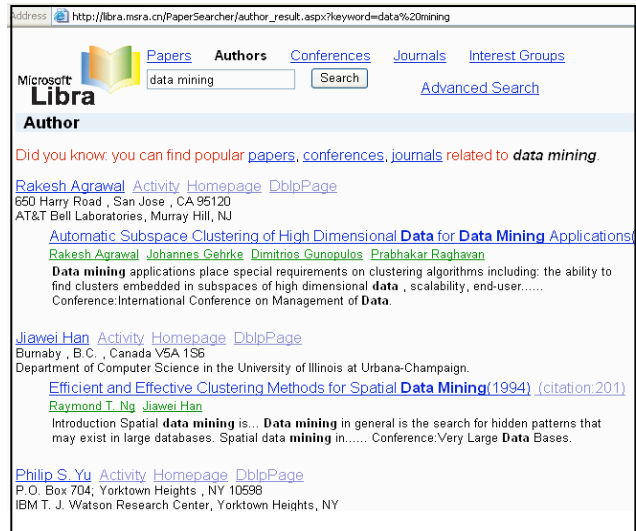 Address http://libra.msra.cn/PaperSearcher/author_result.aspx?keyword=data%20mining
Papers Authors Conferences Journals Interest Groups
Microsoft Libra
data mining Search Advanced Search
Author
Did you know: you can find popular papers, conferences, journals related to data mining.
Rakesh Agrawal Activity Homepage DblpPage
650 Harry Road , San Jose , CA 95120
AT&T Bell Laboratories, Murray Hill, NJ
Automatic Subspace Clustering of High Dimensional Data for Data Mining Applications(
Rakesh Agrawal Johannes Gehrke Dimitrios Gunopulos Prabhakar Raghavan
Data mining applications place special requirements on clustering algorithms including: the ability to
find clusters embedded in subspaces of high dimensional data , scalability, end-user......
Conference:International Conference on Management of Data.
Jiawei Han Activity Homepage DblpPage
Burnaby , B.C. , Canada V5A 1S6
Department of Computer Science in the University of Illinois at Urbana-Champaign.
Efficient and Effective Clustering Methods for Spatial Data Mining(1994) (citation:201)
Raymond T. Ng Jiawei Han
Introduction Spatial data mining is... Data mining in general is the search for hidden patterns that
may exist in large databases. Spatial data mining in...... Conference:Very Large Data Bases.
Philip S. Yu Activity Homepage DblpPage
P.O. Box 704; Yorktown Heights , NY 10598
IBM T. J. Watson Research Center, Yorktown Heights, NY